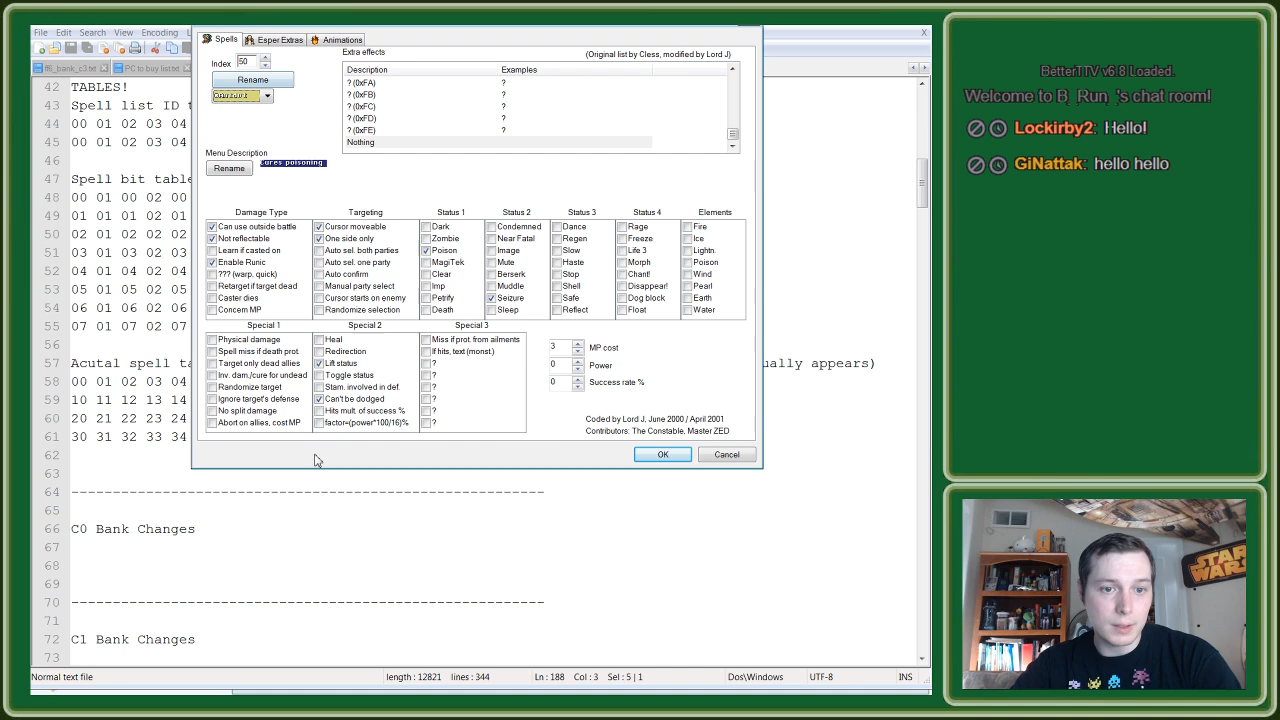 File Edit Search View Encoding
X
ff6_bank_c3.txt PC to buy list.txt
42 TABLES!
43 Spell list ID t
44 00 01 02 03 04
45 00 01 02 03 04
46
47 Spell bit table
48 00 01 00 02 00
49 01 01 01 02 01
50 02 01 02 02 02
51 03 01 03 02 03
52 04 01 04 02 04
53 05 01 05 02 05
54 06 01 06 02 06
55 07 01 07 02 07
56
57 Acutal spell ta ually appears)
58 00 01 02 03 04
59 10 11 12 13 14
60 20 21 22 23 24
61 30 31 32 33 34
62
63
64 ------------------------------------------------------
65
66 C0 Bank Changes
67
68
69
70 ------------------------------------------------------
71
72 C1 Bank Changes
73
Normal text file length : 12821 lines : 344 Ln : 188 Col : 3 Sel : 5 | 1 Dos\Windows UTF-8 INS
Spells Esper Extras Animations
Index 50
Rename
Menu Description
Rename
Cures poisoning
Extra effects (Original list by Cless, modified by Lord J)
Description Examples
? (0xFA) ?
? (0xFB) ?
? (0xFC) ?
? (0xFD) ?
? (0xFE) ?
Nothing
Damage Type Targeting Status 1 Status 2 Status 3 Status 4 Elements
Can use outside battle Cursor moveable Dark Condemned Dance Rage Fire
Not reflectable One side only Zombie Near Fatal Regen Freeze Ice
Learn if casted on Auto sel. both parties Poison Image Slow Life 3 Lightn.
Enable Runic Auto sel. one party MagiTek Mute Haste Morph Poison
??? (warp, quick) Auto confirm Clear Berserk Stop Chant! Wind
Retarget if target dead Manual party select Imp Muddle Shell Disappear! Pearl
Caster dies Cursor starts on enemy Petrify Seizure Safe Dog block Earth
Concern MP Randomize selection Death Sleep Reflect Float Water
Special 1 Special 2 Special 3
Physical damage Heal Miss if prot. from ailments
Spell miss if death prot. Redirection If hits, text (monst.)
Target only dead allies Lift status ?
Inv. dam./cure for undead Toggle status ?
Randomize target Stam. involved in def. ?
Ignore target's defense Can't be dodged ?
No split damage Hits mult. of success % ?
Abort on allies, cost MP factor=(power*100/16)% ?
3 MP cost
0 Power
0 Success rate %
Coded by Lord J, June 2000 / April 2001
Contributors: The Constable, Master ZED
OK Cancel
BetterTTV v6.8 Loaded.
Welcome to B_Run_'s chat room!
Lockirby2: Hello!
GiNattak: hello hello
STAR
WARS